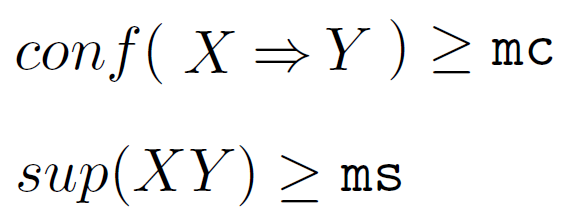 conf( X ⇒ Y ) ≥ mc
sup(XY) ≥ ms